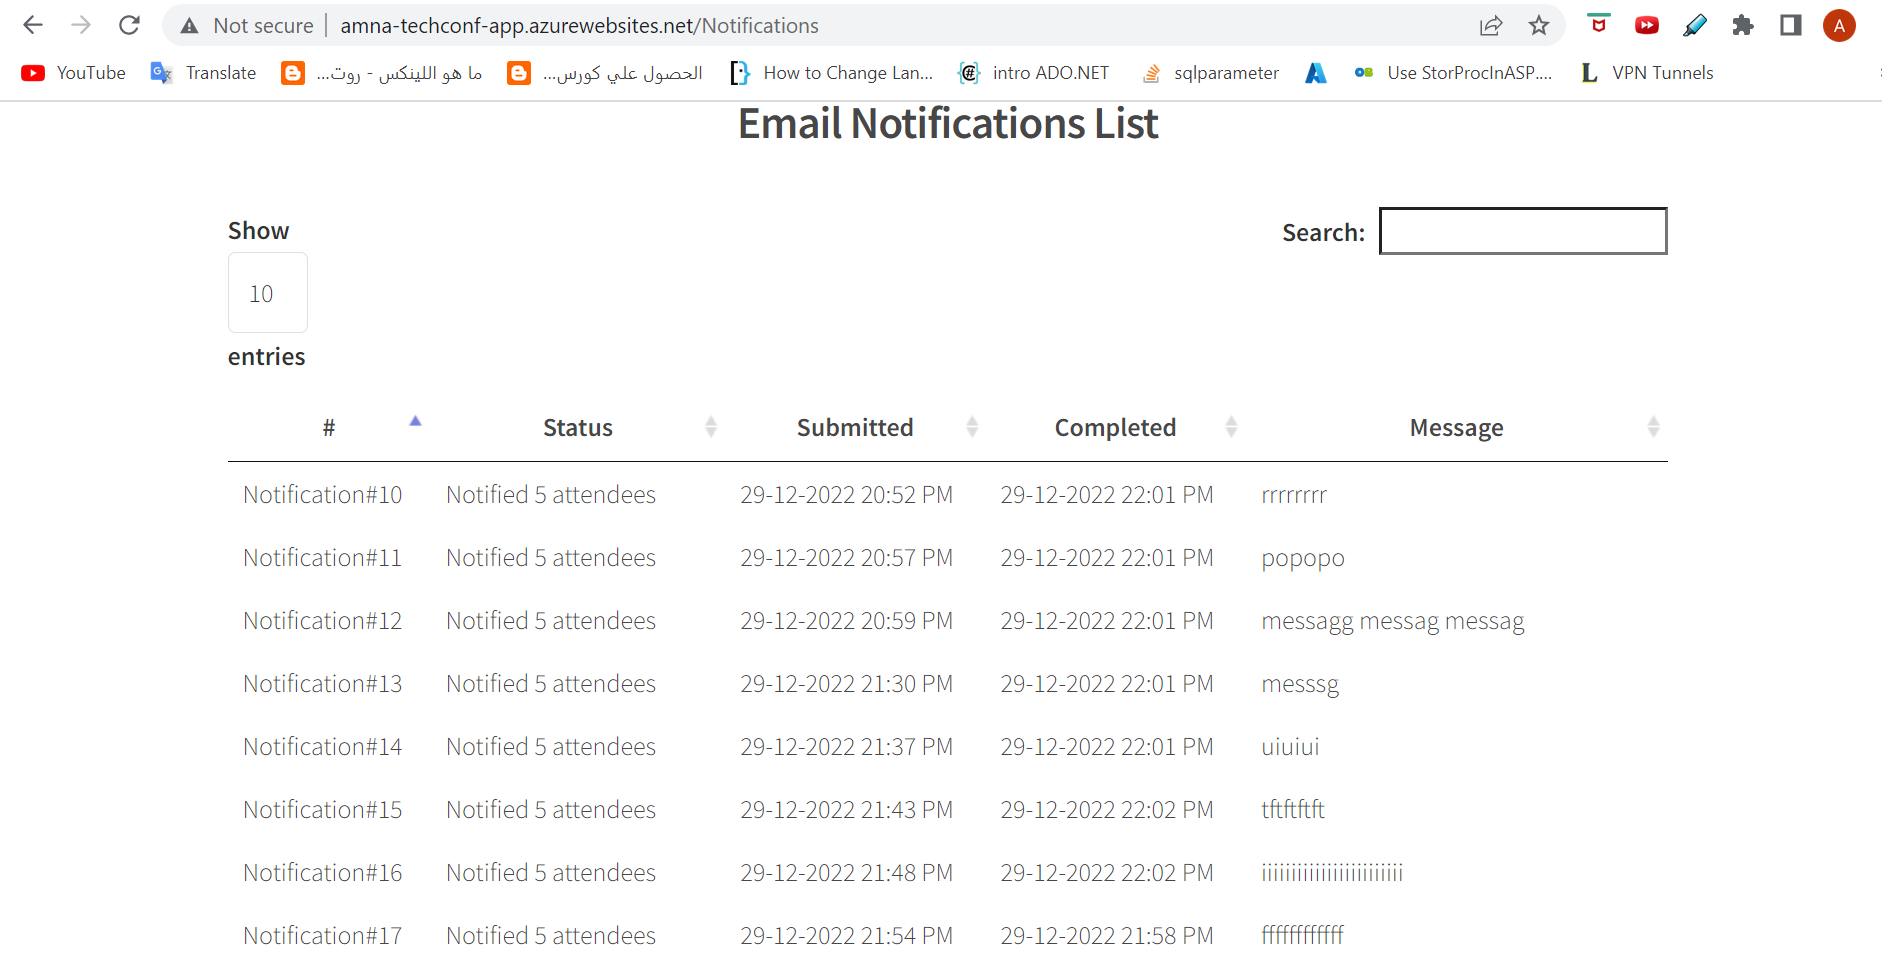 Not secure | amna-techconf-app.azurewebsites.net/Notifications A
YouTube Translate ما هو اللينكس - روت... الحصول علي كورس... How to Change Lan... intro ADO.NET sqlparameter Use StorProcInASP.... VPN Tunnels
Email Notifications List
Show
Search:
10
entries
# Status Submitted Completed Message
Notification#10 Notified 5 attendees 29-12-2022 20:52 PM 29-12-2022 22:01 PM rrrrrrrr
Notification#11 Notified 5 attendees 29-12-2022 20:57 PM 29-12-2022 22:01 PM popopo
Notification#12 Notified 5 attendees 29-12-2022 20:59 PM 29-12-2022 22:01 PM messagg messag messag
Notification#13 Notified 5 attendees 29-12-2022 21:30 PM 29-12-2022 22:01 PM messsg
Notification#14 Notified 5 attendees 29-12-2022 21:37 PM 29-12-2022 22:01 PM uiuiui
Notification#15 Notified 5 attendees 29-12-2022 21:43 PM 29-12-2022 22:02 PM tftftftft
Notification#16 Notified 5 attendees 29-12-2022 21:48 PM 29-12-2022 22:02 PM
Notification#17 Notified 5 attendees 29-12-2022 21:54 PM 29-12-2022 21:58 PM